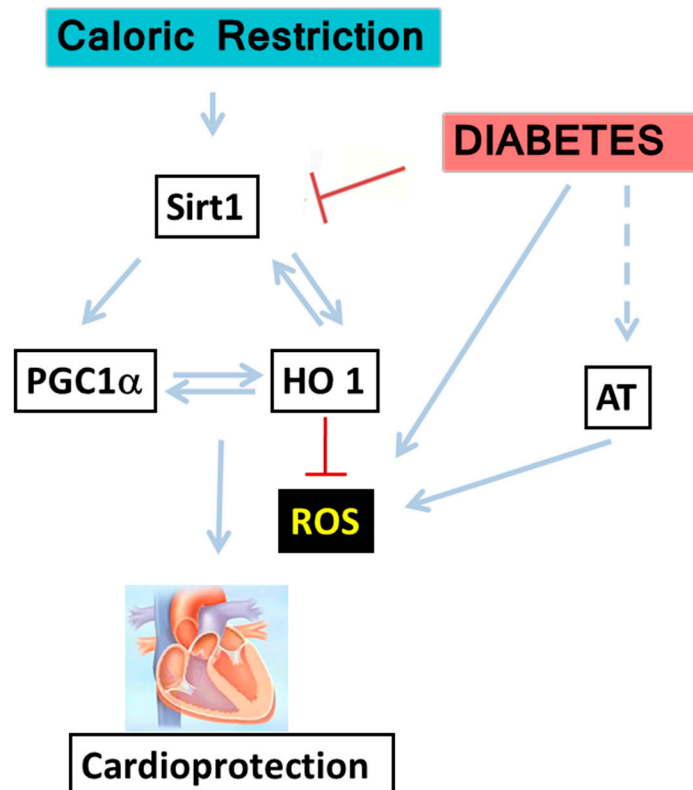 Caloric Restriction
DIABETES
Sirt1
PGC1α
HO 1
AT
ROS
Cardioprotection